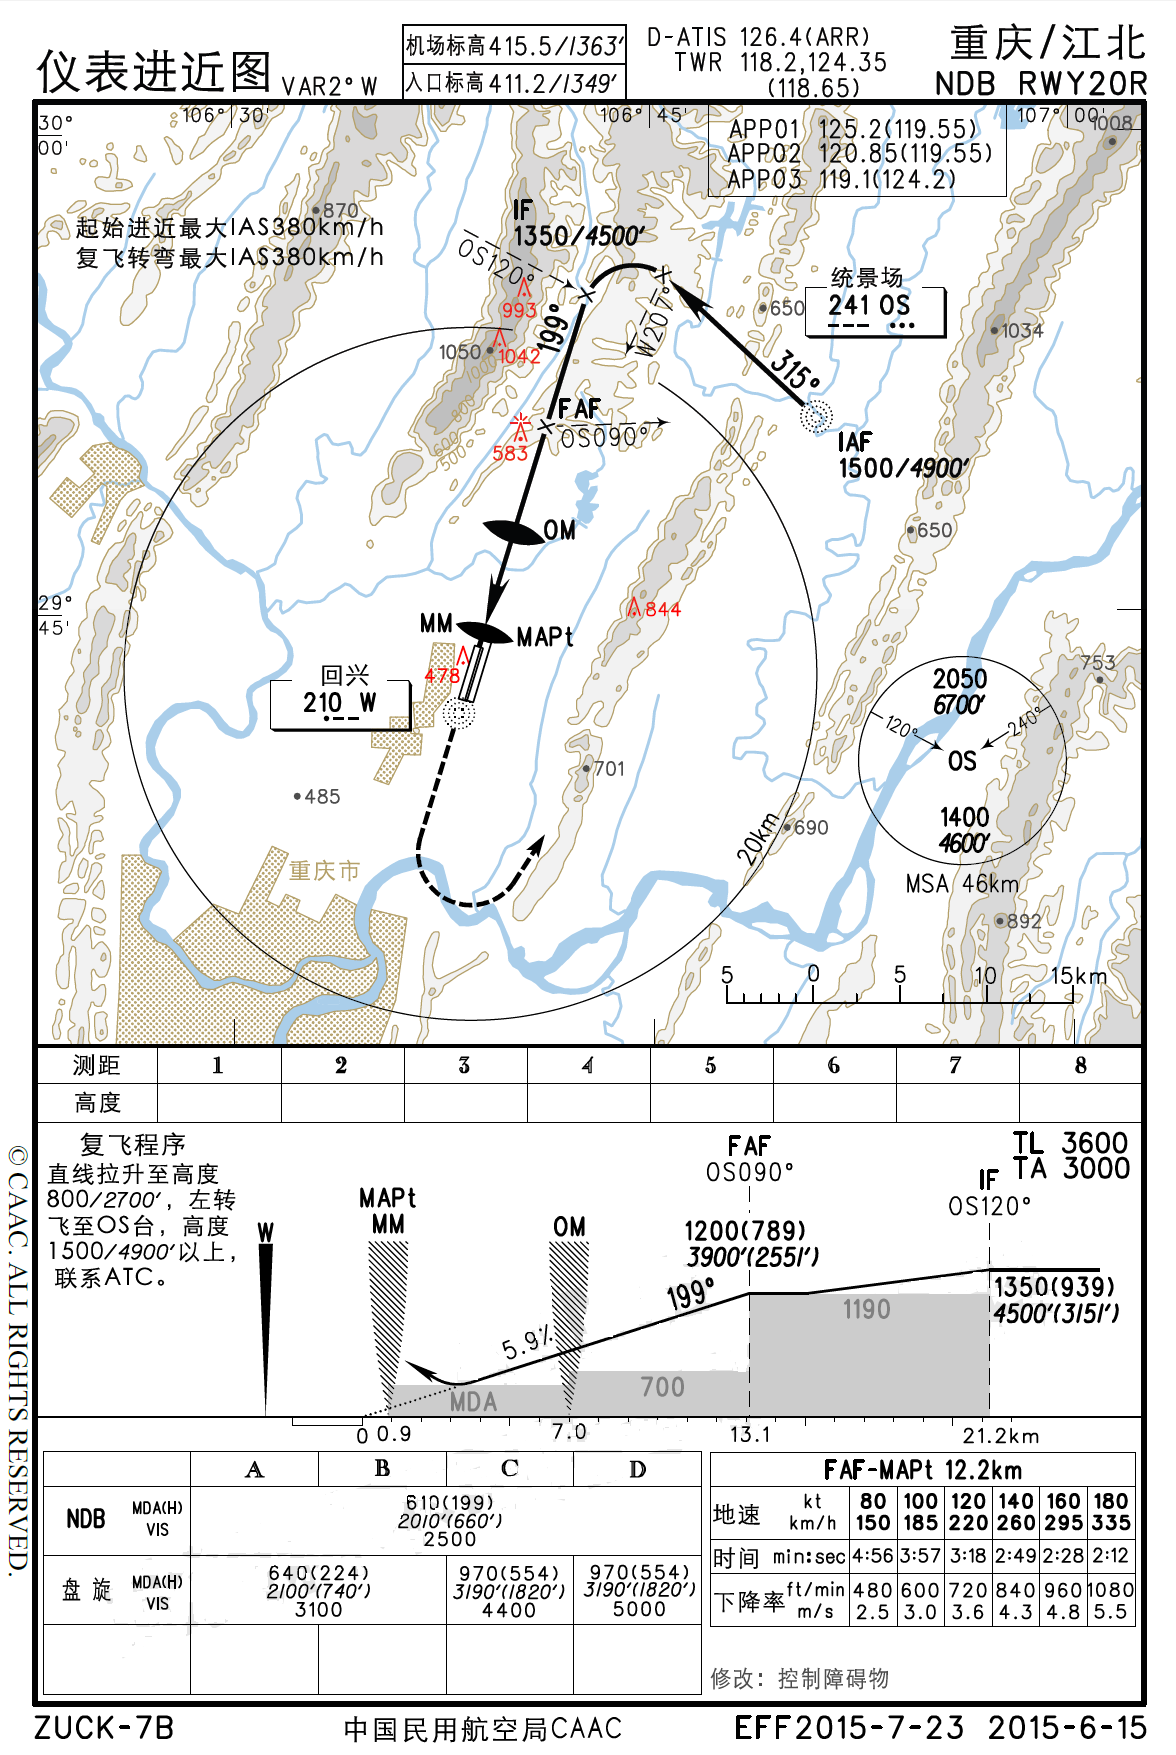 仪表进近图 VAR2° W
机场标高415.5/1363′
入口标高411.2/1349′
D-ATIS 126.4(ARR)
TWR 118.2,124.35
(118.65)
重庆/江北
NDB RWY20R
30°
00′
106° 30′
106° 45′
107° 00′
1008
APP01 125.2(119.55)
APP02 120.85(119.55)
APP03 119.1(124.2)
870
起始进近最大IAS380km/h
复飞转弯最大IAS380km/h
IF
1350/4500′
OS120°
993
199°
W207°
统景场
241 OS
650
1034
1050
1042
1000
800
600
500
315°
FAF
OS090°
583
IAF
1500/4900′
OM
650
29°
45′
844
MM
MAPt
478
回兴
210 W
753
2050
6700′
120°
240°
OS
1400
4600′
MSA 46km
701
485
690
20km
重庆市
892
5 0 5 10 15km
测距 1 2 3 4 5 6 7 8
高度
复飞程序
直线拉升至高度
800/2700′，左转
飞至OS台，高度
1500/4900′以上，
联系ATC。
TL 3600
TA 3000
FAF
OS090°
IF
OS120°
W
MAPt
MM
OM
1200(789)
3900′(2551′)
199°
5.9%
1350(939)
4500′(3151′)
1190
700
MDA
0 0.9 7.0 13.1 21.2km
A B C D
NDB MDA(H) VIS
610(199)
2010′(660′)
2500
盘旋 MDA(H) VIS
640(224) 970(554) 970(554)
2100′(740′) 3190′(1820′) 3190′(1820′)
3100 4400 5000
FAF-MAPt 12.2km
地速 kt 80 100 120 140 160 180
km/h 150 185 220 260 295 335
时间 min:sec 4:56 3:57 3:18 2:49 2:28 2:12
下降率 ft/min 480 600 720 840 960 1080
m/s 2.5 3.0 3.6 4.3 4.8 5.5
修改：控制障碍物
© CAAC. ALL RIGHTS RESERVED.
ZUCK-7B
中国民用航空局CAAC
EFF2015-7-23 2015-6-15